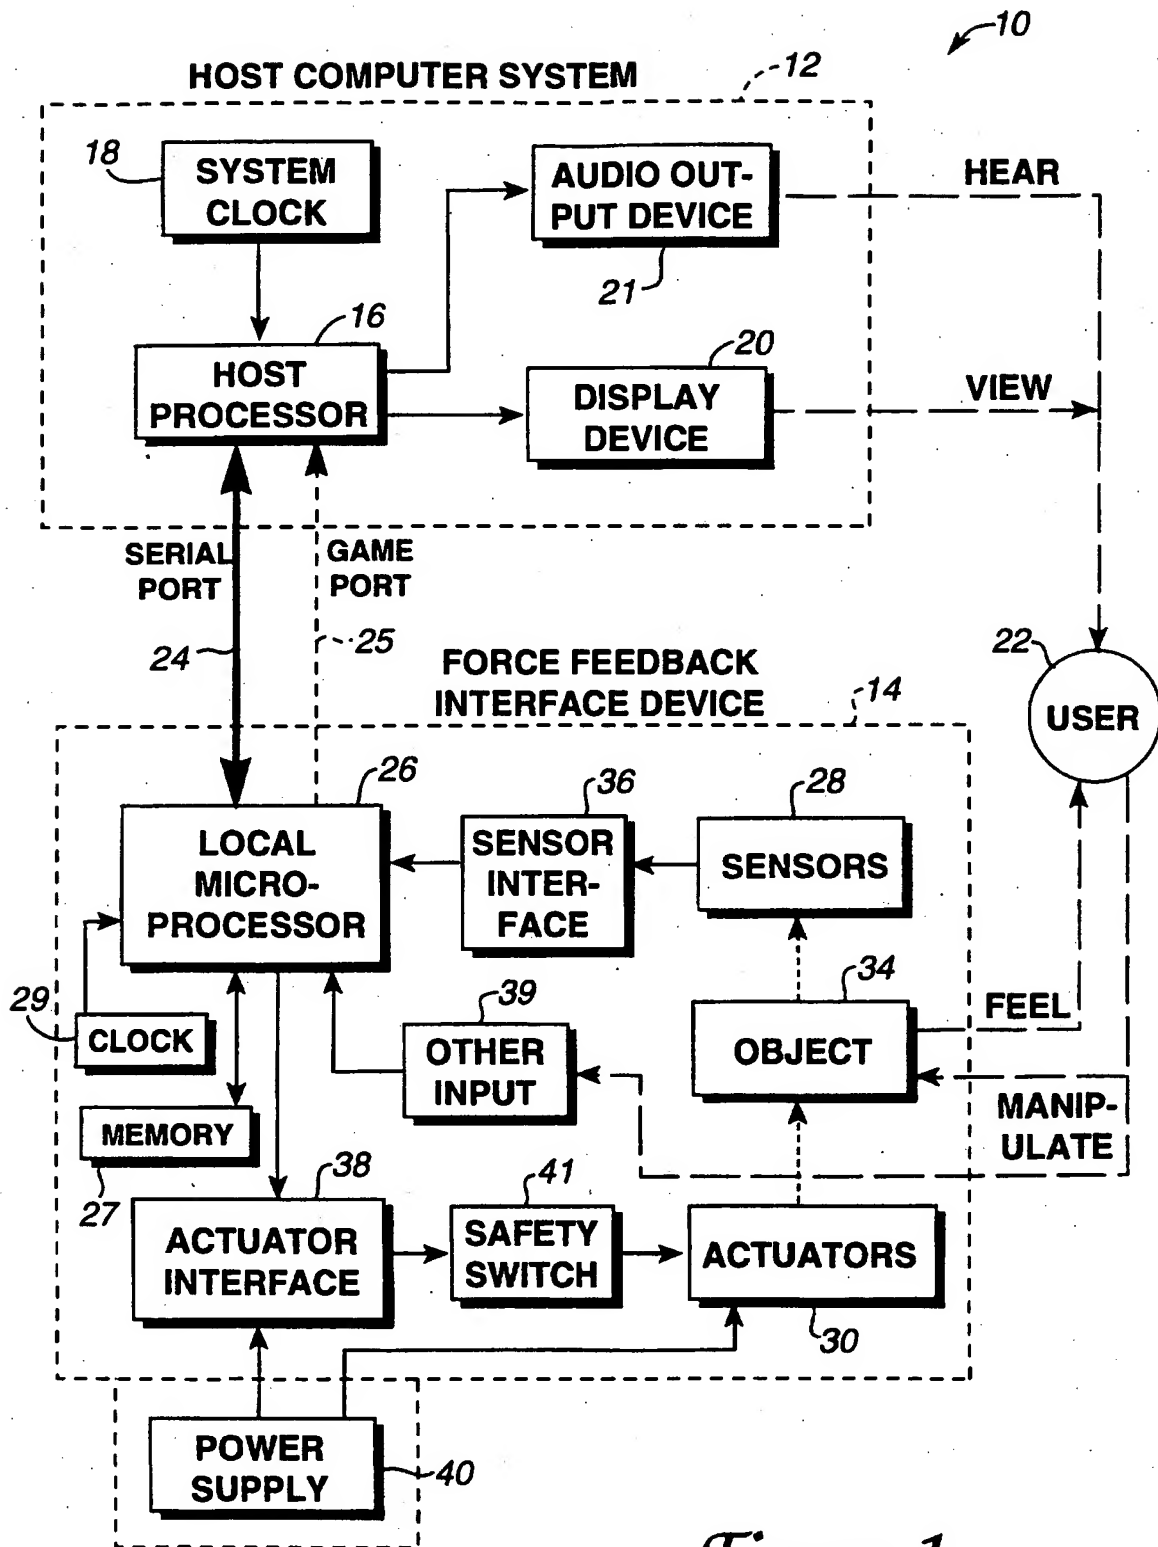 10
HOST COMPUTER SYSTEM
12
18
SYSTEM
CLOCK
AUDIO OUT-
PUT DEVICE
HEAR
21
16
HOST
PROCESSOR
20
DISPLAY
DEVICE
VIEW
SERIAL
PORT
GAME
PORT
24
25
FORCE FEEDBACK
INTERFACE DEVICE
14
22
USER
26
LOCAL
MICRO-
PROCESSOR
36
SENSOR
INTER-
FACE
28
SENSORS
29
CLOCK
39
OTHER
INPUT
34
OBJECT
FEEL
MANIP-
ULATE
MEMORY
27
38
ACTUATOR
INTERFACE
41
SAFETY
SWITCH
ACTUATORS
30
POWER
SUPPLY
40
Figure 1